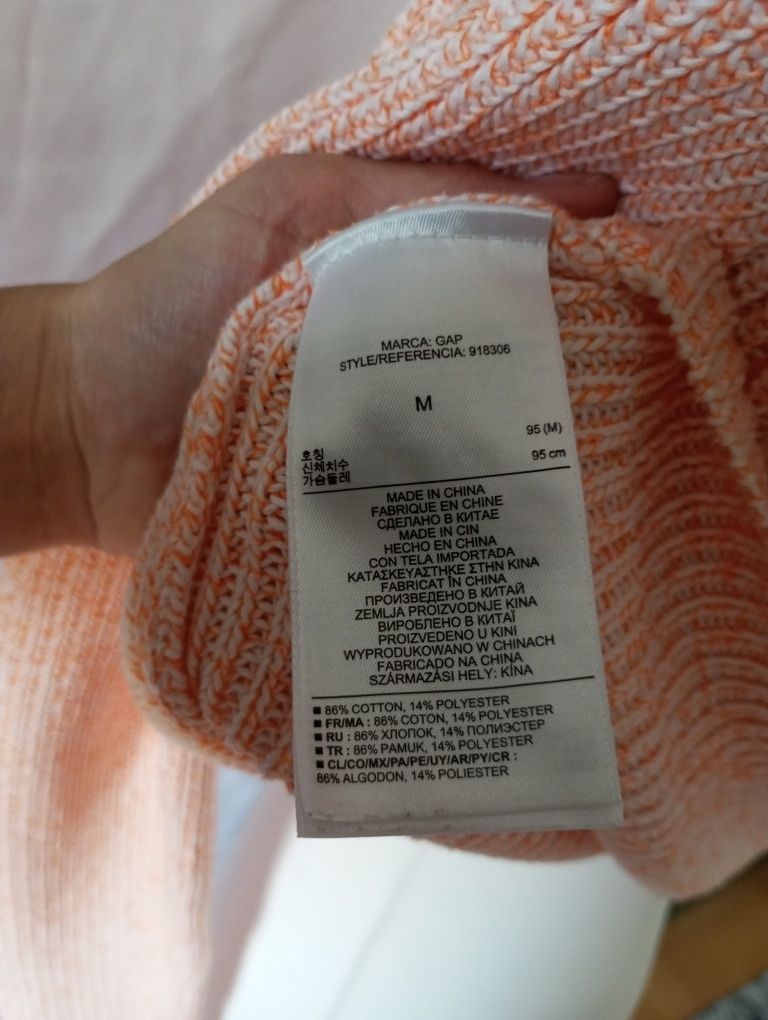 MARCA: GAP
STYLE/REFERENCIA: 918306
M
95 (M)
호칭
신체치수
95 cm
가슴둘레
MADE IN CHINA
FABRIQUE EN CHINE
СДЕЛАНО В КИТАЕ
MADE IN CIN
HECHO EN CHINA
CON TELA IMPORTADA
ΚΑΤΑΣΚΕΥΑΣΤΗΚΕ ΣΤΗΝ ΚΙΝΑ
FABRICAT ÎN CHINA
ПРОИЗВЕДЕНО В КИТАЙ
ZEMLJA PROIZVODNJE KINA
ВИРОБЛЕНО В КИТАЇ
PROIZVEDENO U KINI
WYPRODUKOWANO W CHINACH
FABRICADO NA CHINA
SZÁRMAZÁSI HELY: KÍNA
■ 86% COTTON, 14% POLYESTER
■ FR/MA : 86% COTON, 14% POLYESTER
■ RU : 86% ХЛОПОК, 14% ПОЛИЭСТЕР
■ TR : 86% PAMUK, 14% POLYESTER
■ CL/CO/MX/PA/PE/UY/AR/PY/CR :
86% ALGODON, 14% POLIESTER